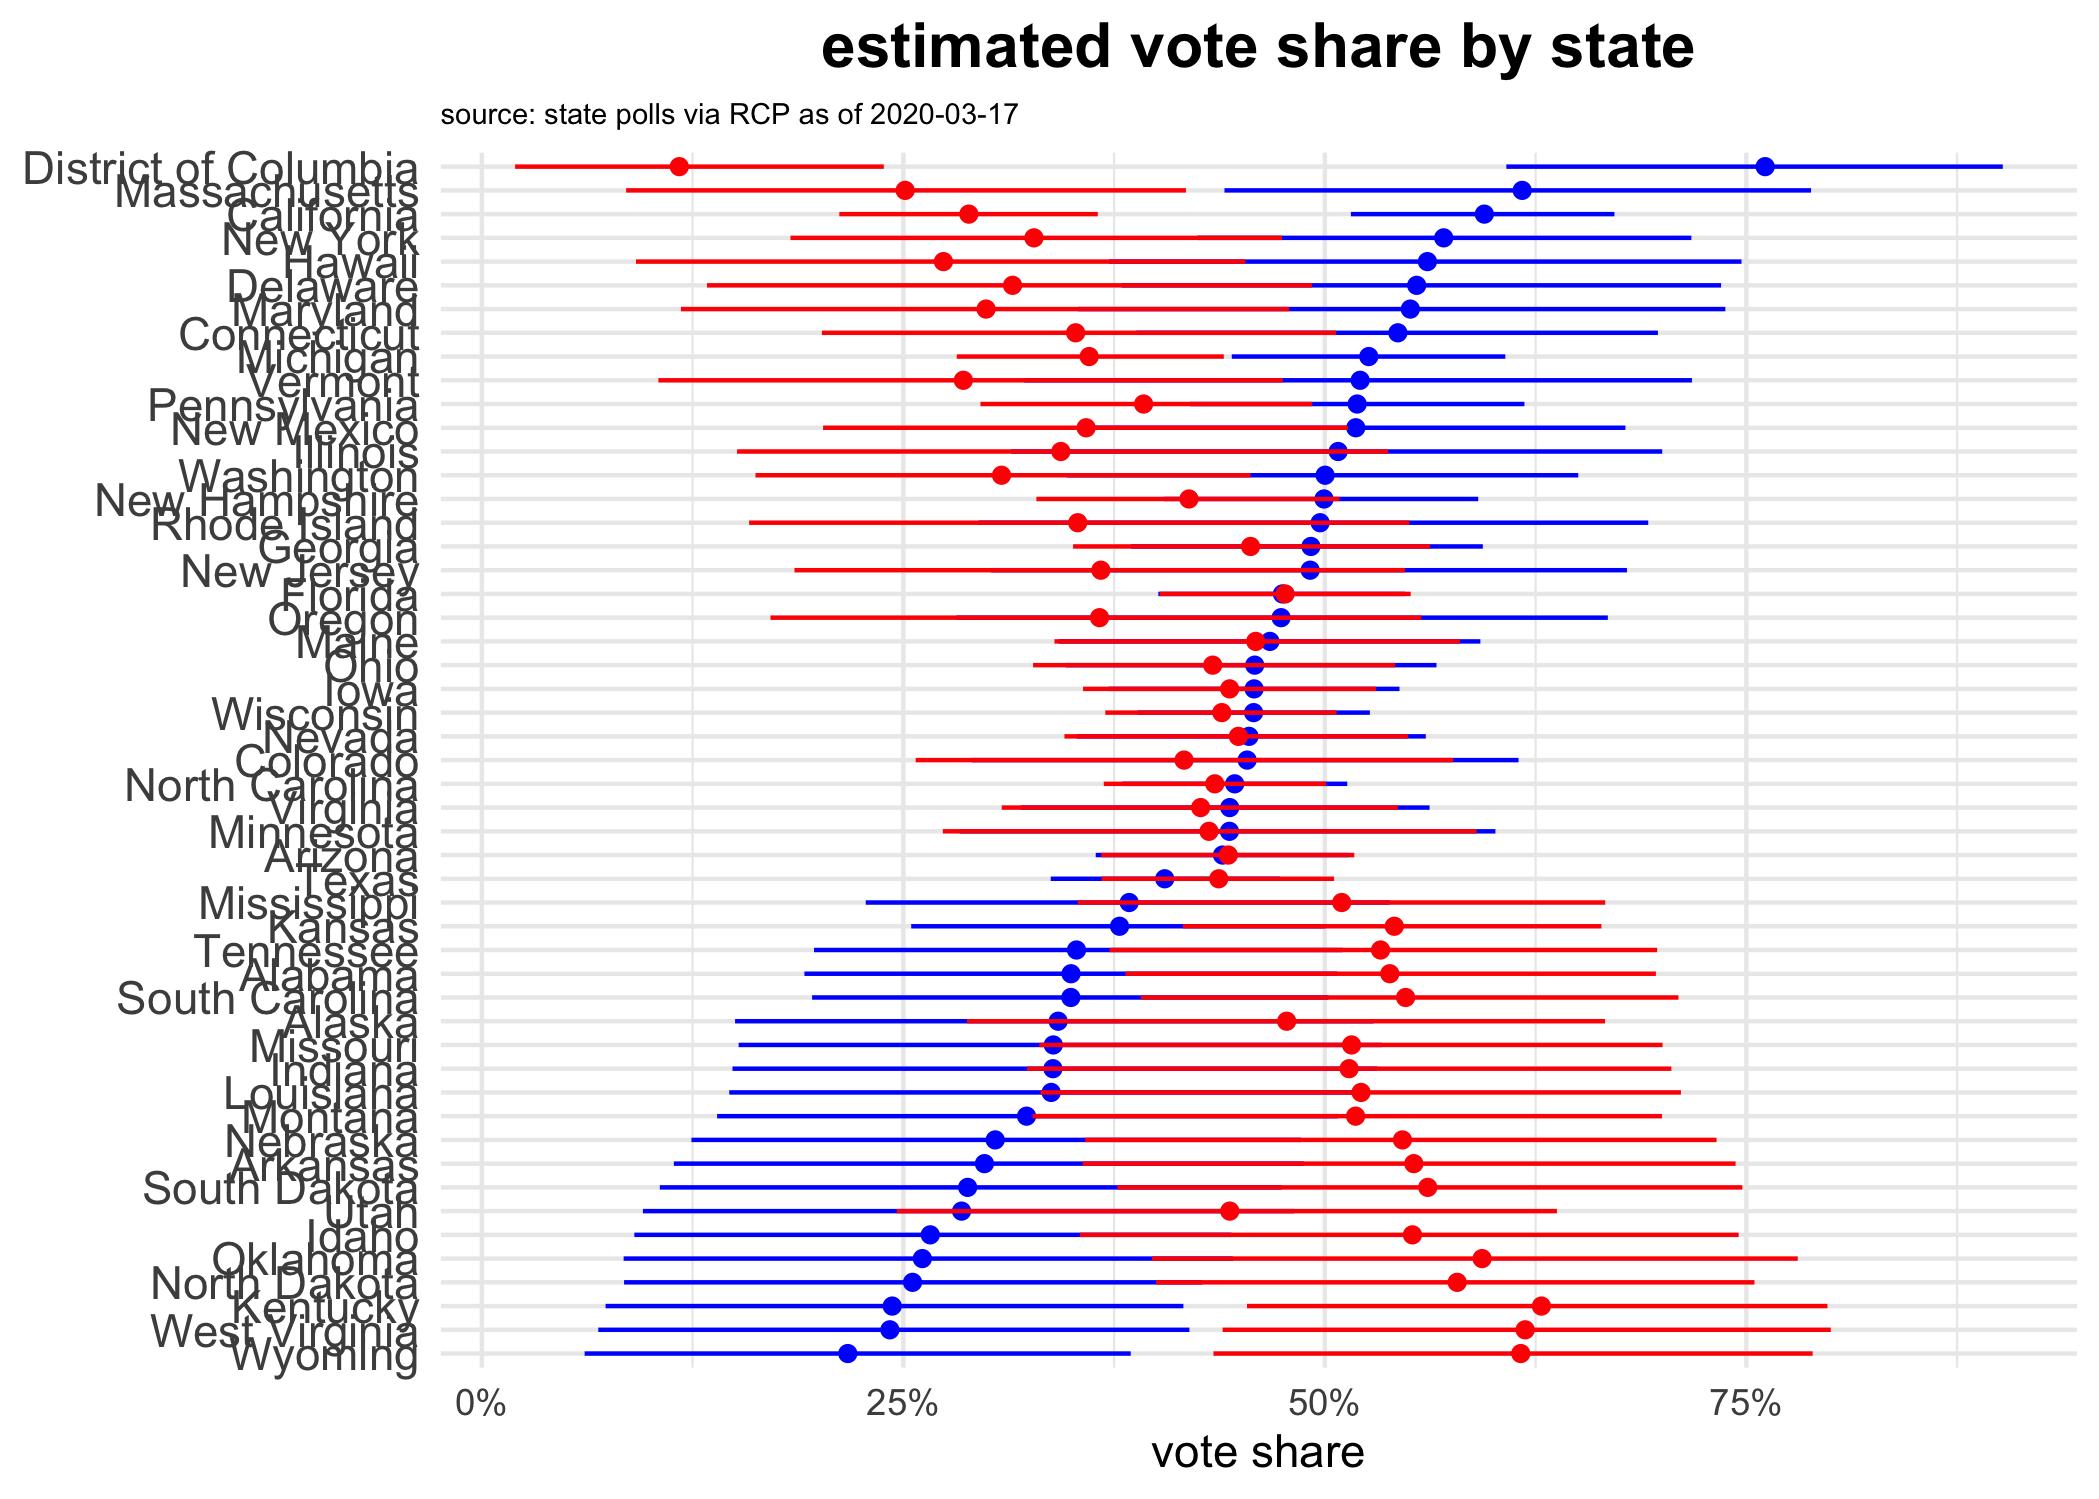 estimated vote share by state
source: state polls via RCP as of 2020-03-17
District of Columbia
Massachusetts
California
New York
Hawaii
Delaware
Maryland
Connecticut
Michigan
Vermont
Pennsylvania
New Mexico
Illinois
Washington
New Hampshire
Rhode Island
Georgia
New Jersey
Florida
Oregon
Maine
Ohio
Iowa
Wisconsin
Nevada
Colorado
North Carolina
Virginia
Minnesota
Arizona
Texas
Mississippi
Kansas
Tennessee
Alabama
South Carolina
Alaska
Missouri
Indiana
Louisiana
Montana
Nebraska
Arkansas
South Dakota
Utah
Idaho
Oklahoma
North Dakota
Kentucky
West Virginia
Wyoming
0% 25% 50% 75%
vote share